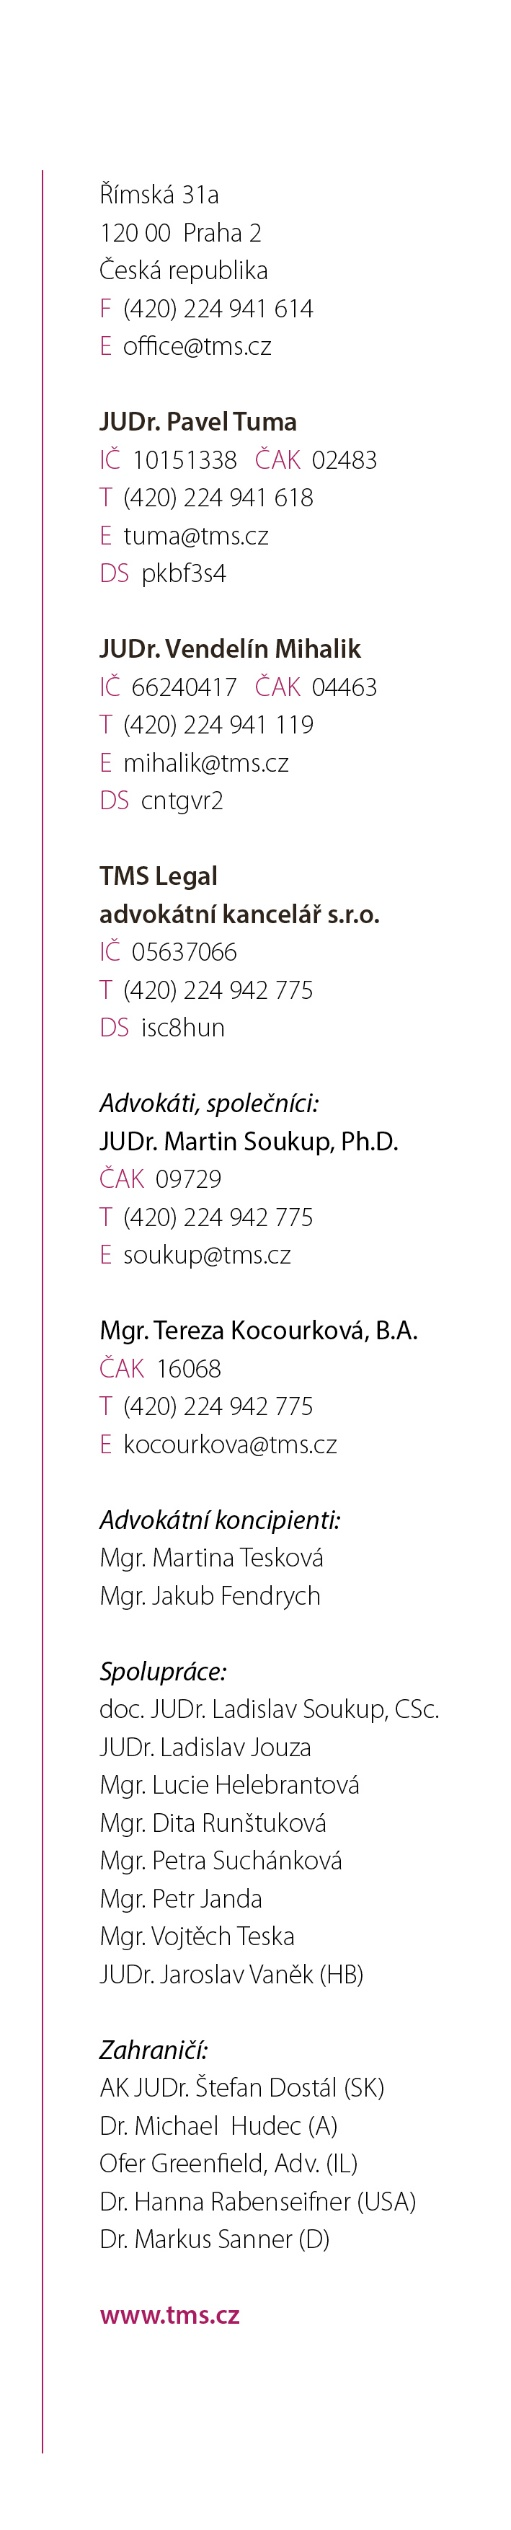 Římská 31a
120 00 Praha 2
Česká republika
F (420) 224 941 614
E office@tms.cz
JUDr. Pavel Tuma
IČ 10151338 ČAK 02483
T (420) 224 941 618
E tuma@tms.cz
DS pkbf3s4
JUDr. Vendelín Mihalik
IČ 66240417 ČAK 04463
T (420) 224 941 119
E mihalik@tms.cz
DS cntgvr2
TMS Legal
advokátní kancelář s.r.o.
IČ 05637066
T (420) 224 942 775
DS isc8hun
Advokáti, společníci:
JUDr. Martin Soukup, Ph.D.
ČAK 09729
T (420) 224 942 775
E soukup@tms.cz
Mgr. Tereza Kocourková, B.A.
ČAK 16068
T (420) 224 942 775
E kocourkova@tms.cz
Advokátní koncipienti:
Mgr. Martina Tesková
Mgr. Jakub Fendrych
Spolupráce:
doc. JUDr. Ladislav Soukup, CSc.
JUDr. Ladislav Jouza
Mgr. Lucie Helebrantová
Mgr. Dita Runštuková
Mgr. Petra Suchánková
Mgr. Petr Janda
Mgr. Vojtěch Teska
JUDr. Jaroslav Vaněk (HB)
Zahraničí:
AK JUDr. Štefan Dostál (SK)
Dr. Michael Hudec (A)
Ofer Greenfield, Adv. (IL)
Dr. Hanna Rabenseifner (USA)
Dr. Markus Sanner (D)
www.tms.cz